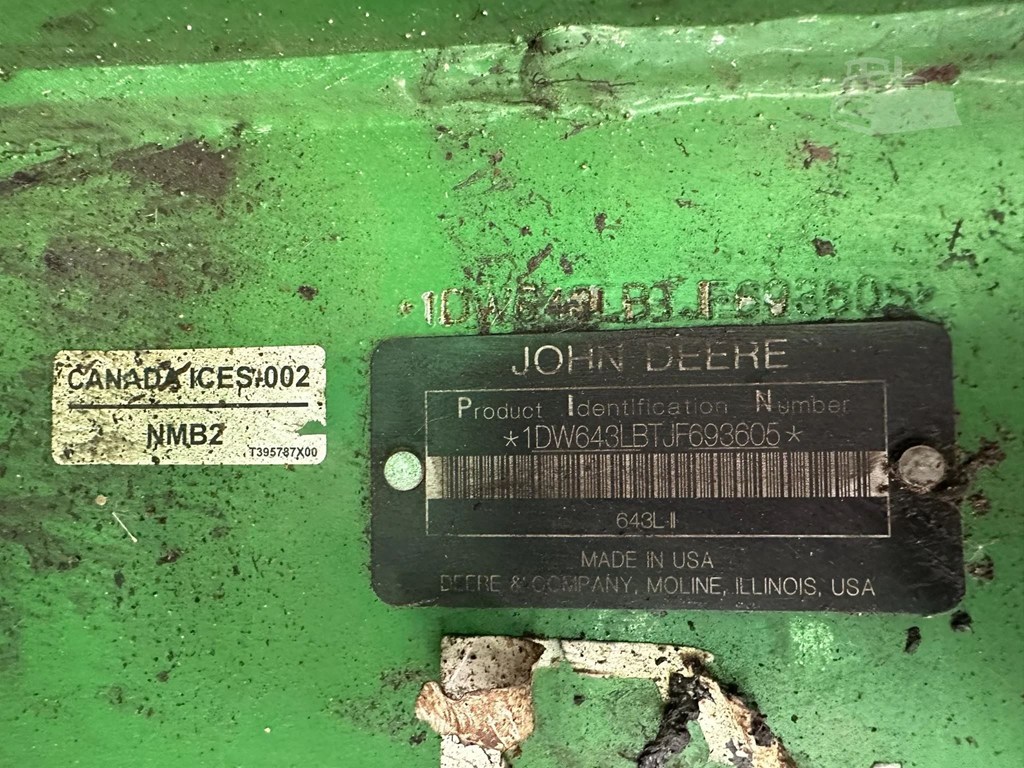 *1DW643LBTJF693605*
JOHN DEERE
Product Identification Number
*1DW643LBTJF693605*
643L-II
MADE IN USA
DEERE & COMPANY, MOLINE, ILLINOIS, USA
CANADA ICES-002
NMB2
T395787X00